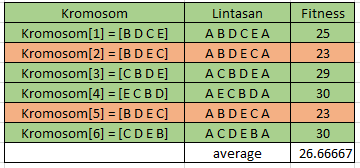 Kromosom Lintasan Fitness
Kromosom[1] = [B D C E] A B D C E A 25
Kromosom[2] = [B D E C] A B D E C A 23
Kromosom[3] = [C B D E] A C B D E A 29
Kromosom[4] = [E C B D] A E C B D A 30
Kromosom[5] = [B D E C] A B D E C A 23
Kromosom[6] = [C D E B] A C D E B A 30
average 26.66667